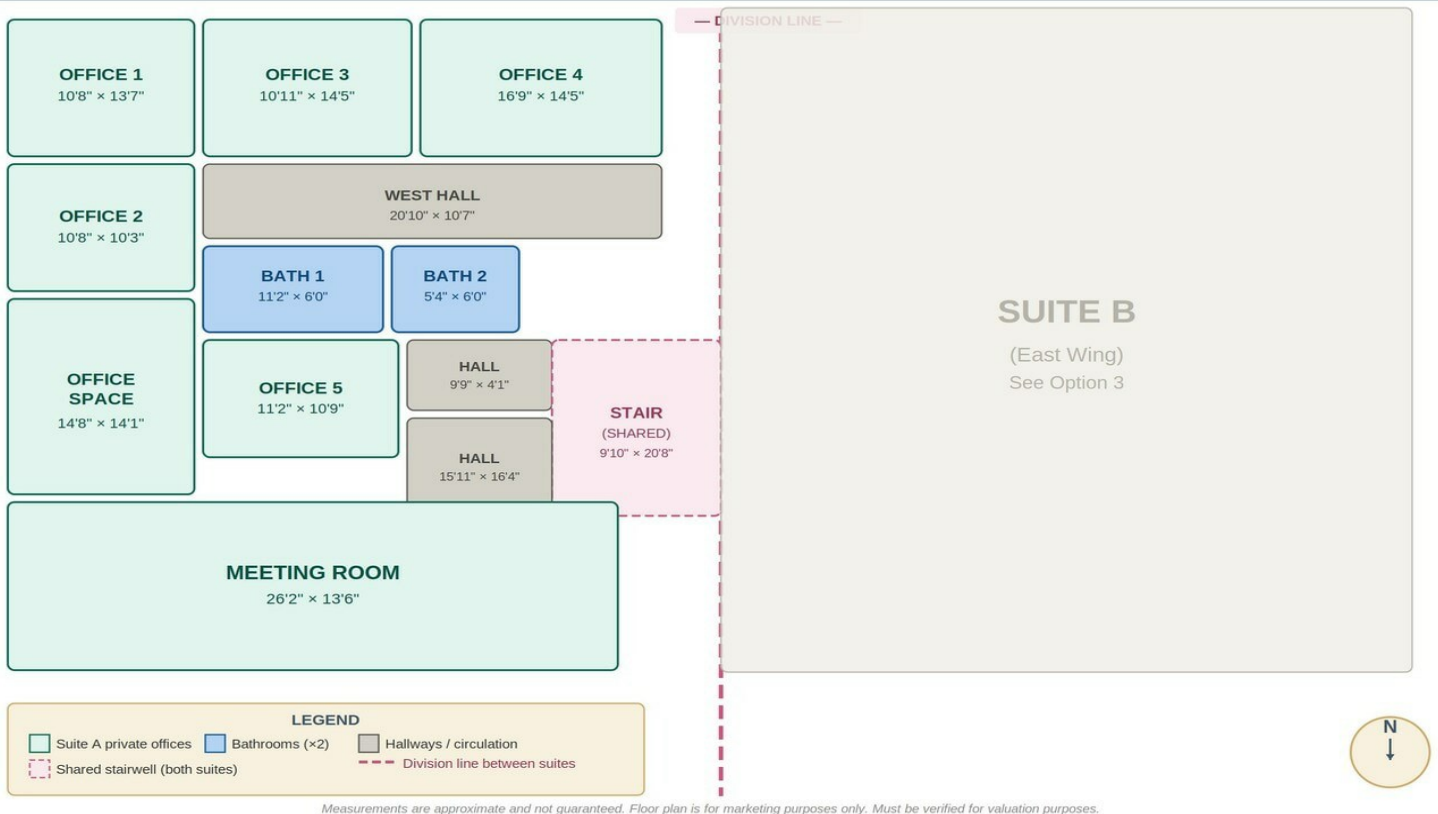 — DIVISION LINE —
OFFICE 1
10'8" × 13'7"
OFFICE 3
10'11" × 14'5"
OFFICE 4
16'9" × 14'5"
WEST HALL
20'10" × 10'7"
OFFICE 2
10'8" × 10'3"
BATH 1
11'2" × 6'0"
BATH 2
5'4" × 6'0"
SUITE B
(East Wing)
See Option 3
OFFICE
SPACE
14'8" × 14'1"
OFFICE 5
11'2" × 10'9"
HALL
9'9" × 4'1"
STAIR
(SHARED)
9'10" × 20'8"
HALL
15'11" × 16'4"
MEETING ROOM
26'2" × 13'6"
LEGEND
Suite A private offices
Bathrooms (×2)
Hallways / circulation
Shared stairwell (both suites)
Division line between suites
N
Measurements are approximate and not guaranteed. Floor plan is for marketing purposes only. Must be verified for valuation purposes.